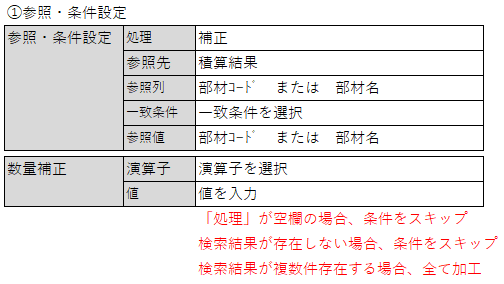 ①参照・条件設定
参照・条件設定 処理 補正
参照先 積算結果
参照列 部材ｺｰﾄﾞ または 部材名
一致条件 一致条件を選択
参照値 部材ｺｰﾄﾞ または 部材名
数量補正 演算子 演算子を選択
値 値を入力
「処理」が空欄の場合、条件をスキップ
検索結果が存在しない場合、条件をスキップ
検索結果が複数件存在する場合、全て加工